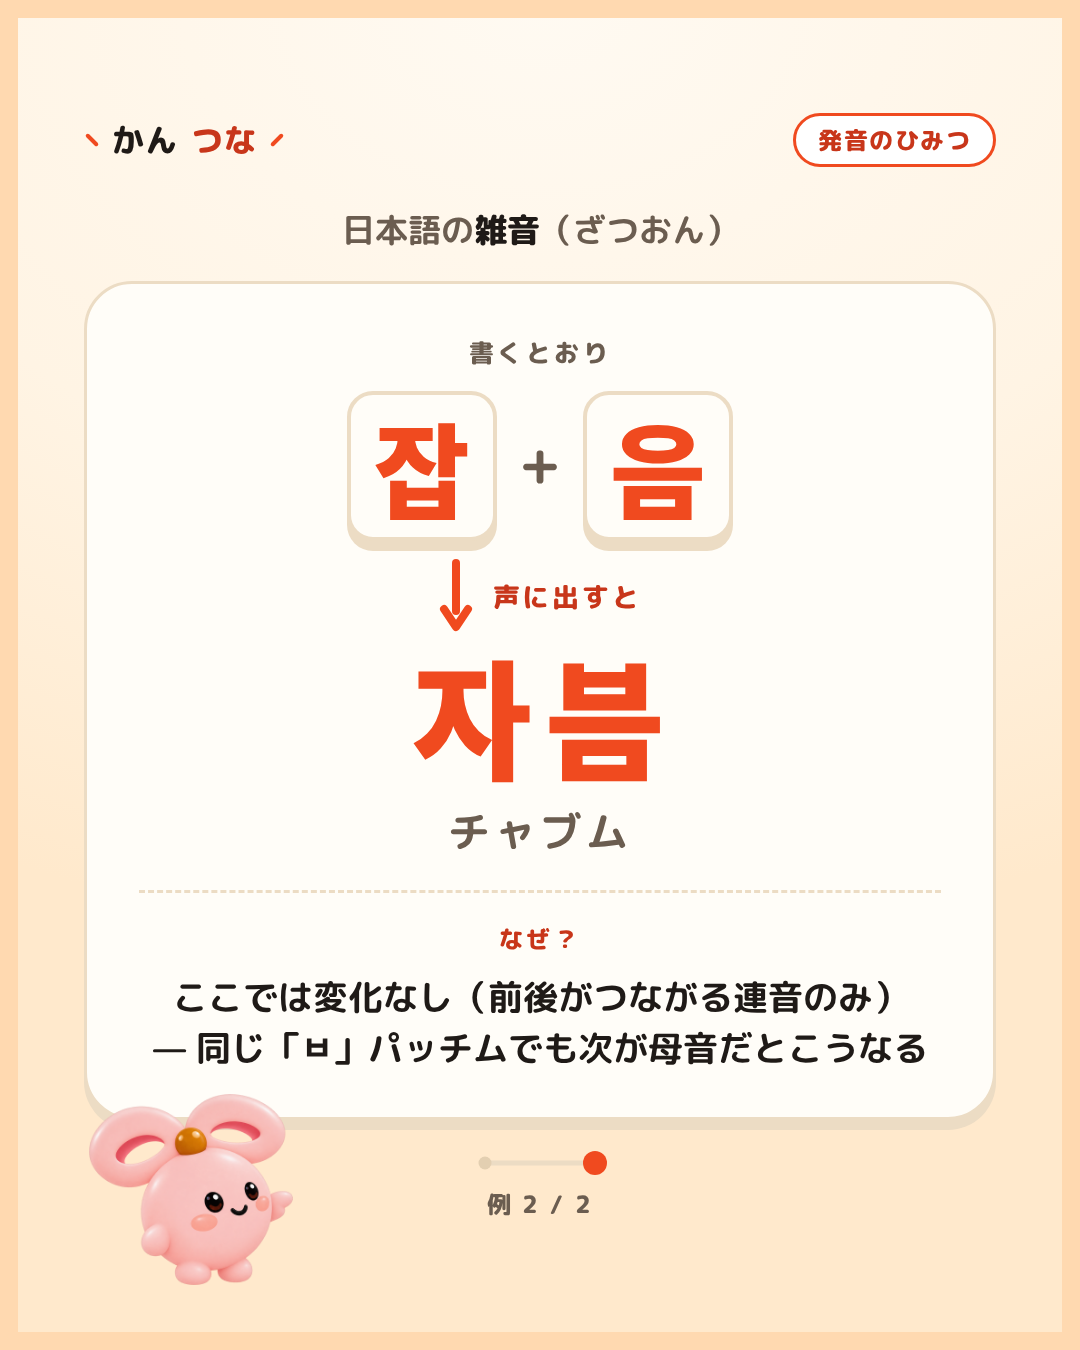 かん つな
発音のひみつ
日本語の雑音（ざつおん）
書くとおり
잡 + 음
声に出すと
자븜
チャブム
なぜ？
ここでは変化なし（前後がつながる連音のみ）
— 同じ「ㅂ」パッチムでも次が母音だとこうなる
例 2 / 2